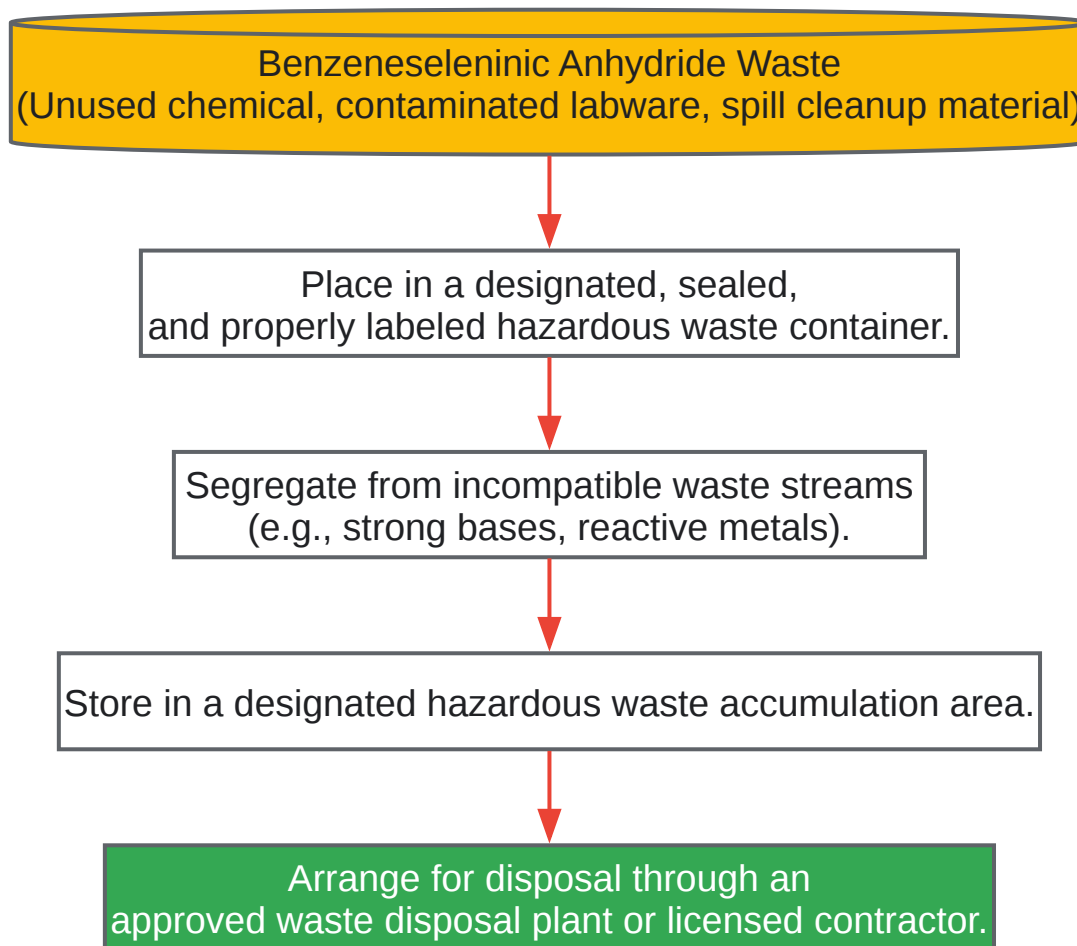 Benzeneseleninic Anhydride Waste
(Unused chemical, contaminated labware, spill cleanup material)
Place in a designated, sealed,
and properly labeled hazardous waste container.
Segregate from incompatible waste streams
(e.g., strong bases, reactive metals).
Store in a designated hazardous waste accumulation area.
Arrange for disposal through an
approved waste disposal plant or licensed contractor.